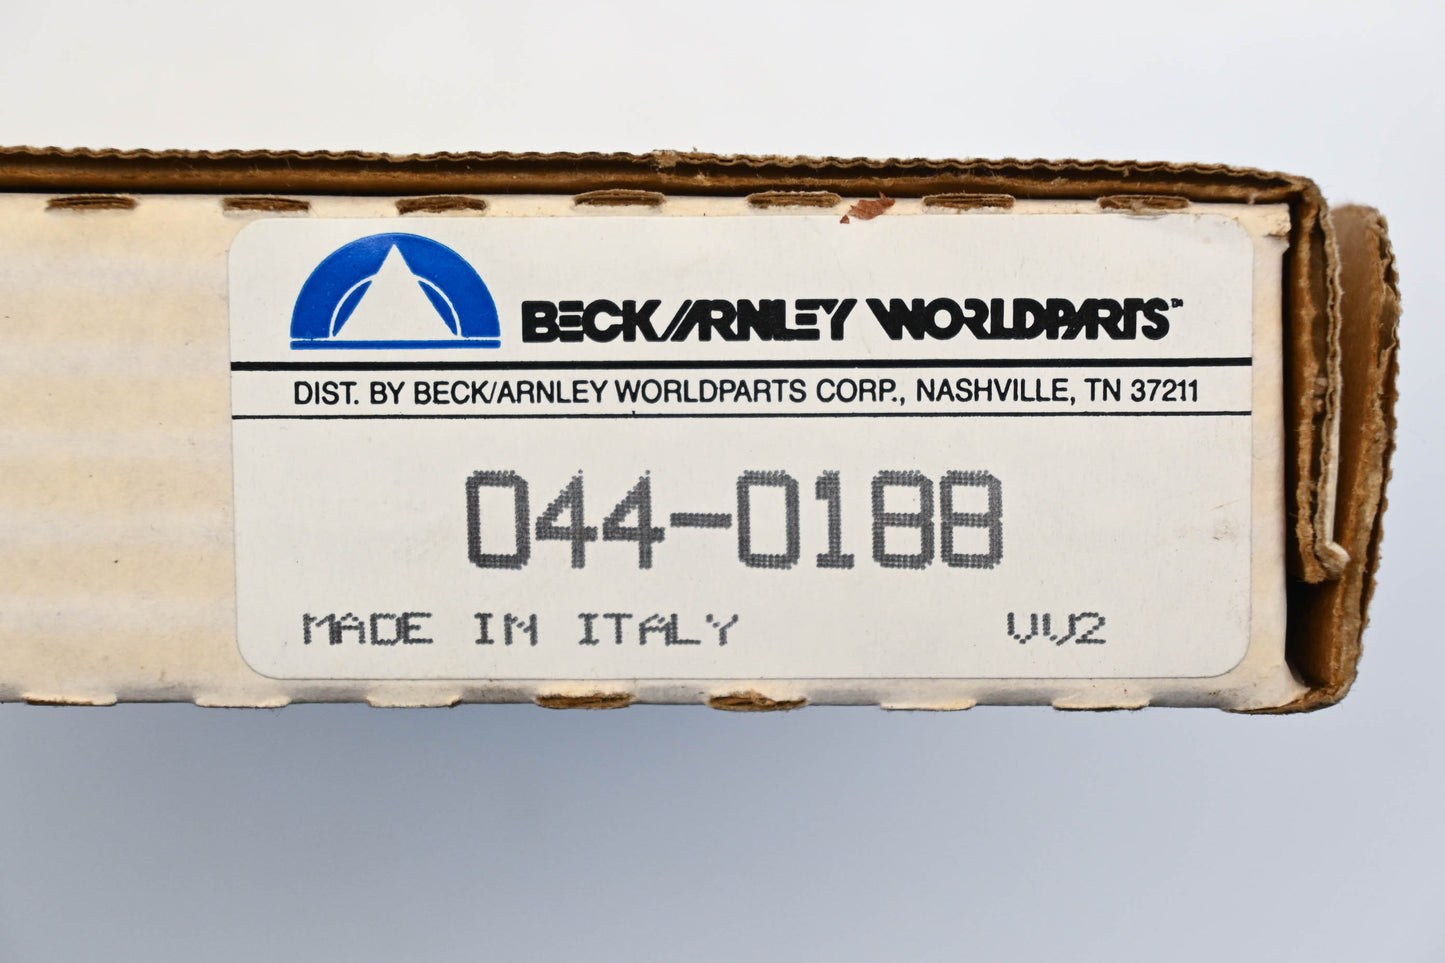 BECK/ARNLEY WORLDPARTS™
DIST. BY BECK/ARNLEY WORLDPARTS CORP., NASHVILLE, TN 37211
044-0188
MADE IN ITALY VV2